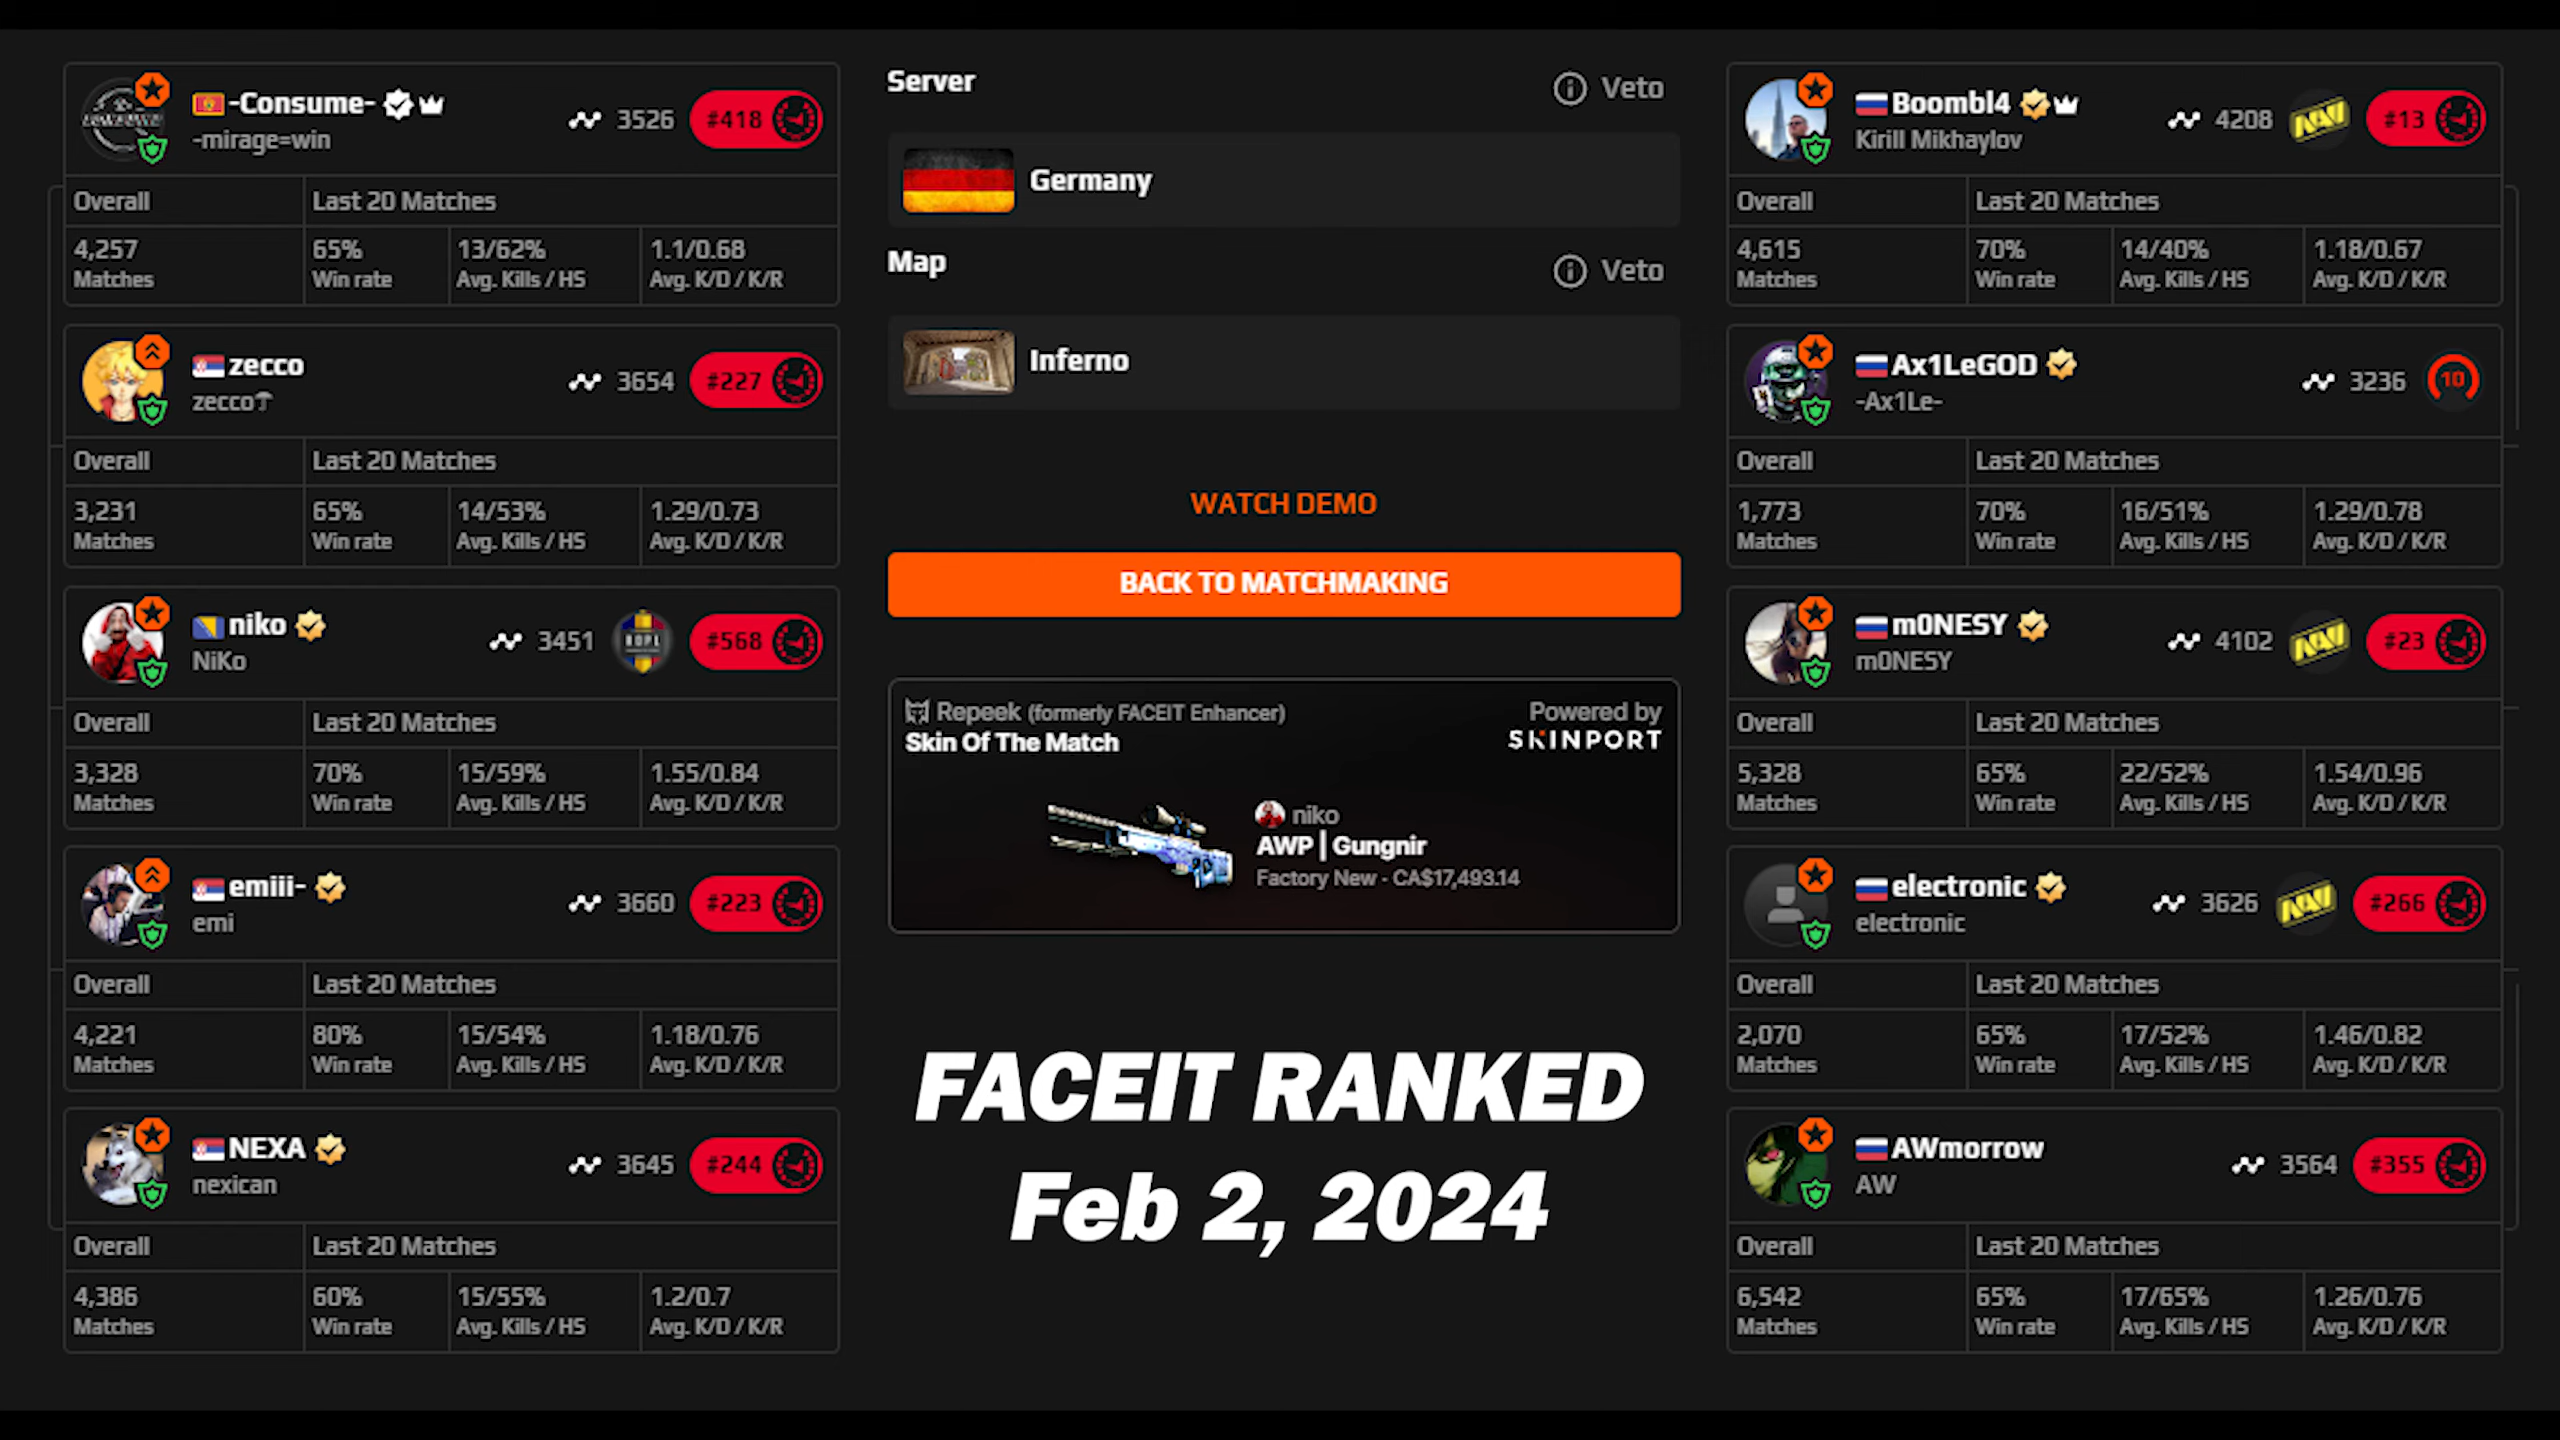 -Consume-
-mirage=win
3526
#418
Overall
Last 20 Matches
4,257
Matches
65%
Win rate
13/62%
Avg. Kills / HS
1.1/0.68
Avg. K/D / K/R
zecco
zecco☂
3654
#227
Overall
Last 20 Matches
3,231
Matches
65%
Win rate
14/53%
Avg. Kills / HS
1.29/0.73
Avg. K/D / K/R
niko
NiKo
3451
#568
Overall
Last 20 Matches
3,328
Matches
70%
Win rate
15/59%
Avg. Kills / HS
1.55/0.84
Avg. K/D / K/R
emiii-
emi
3660
#223
Overall
Last 20 Matches
4,221
Matches
80%
Win rate
15/54%
Avg. Kills / HS
1.18/0.76
Avg. K/D / K/R
NEXA
nexican
3645
#244
Overall
Last 20 Matches
4,386
Matches
60%
Win rate
15/55%
Avg. Kills / HS
1.2/0.7
Avg. K/D / K/R
Server
Veto
Germany
Map
Veto
Inferno
WATCH DEMO
BACK TO MATCHMAKING
Repeek (formerly FACEIT Enhancer)
Skin Of The Match
Powered by
SKINPORT
niko
AWP | Gungnir
Factory New - CA$17,493.14
FACEIT RANKED
Feb 2, 2024
Boombl4
Kirill Mikhaylov
4208
#13
Overall
Last 20 Matches
4,615
Matches
70%
Win rate
14/40%
Avg. Kills / HS
1.18/0.67
Avg. K/D / K/R
Ax1LeGOD
-Ax1Le-
3236
10
Overall
Last 20 Matches
1,773
Matches
70%
Win rate
16/51%
Avg. Kills / HS
1.29/0.78
Avg. K/D / K/R
m0NESY
m0NESY
4102
#23
Overall
Last 20 Matches
5,328
Matches
65%
Win rate
22/52%
Avg. Kills / HS
1.54/0.96
Avg. K/D / K/R
electronic
electronic
3626
#266
Overall
Last 20 Matches
2,070
Matches
65%
Win rate
17/52%
Avg. Kills / HS
1.46/0.82
Avg. K/D / K/R
AWmorrow
AW
3564
#355
Overall
Last 20 Matches
6,542
Matches
65%
Win rate
17/65%
Avg. Kills / HS
1.26/0.76
Avg. K/D / K/R